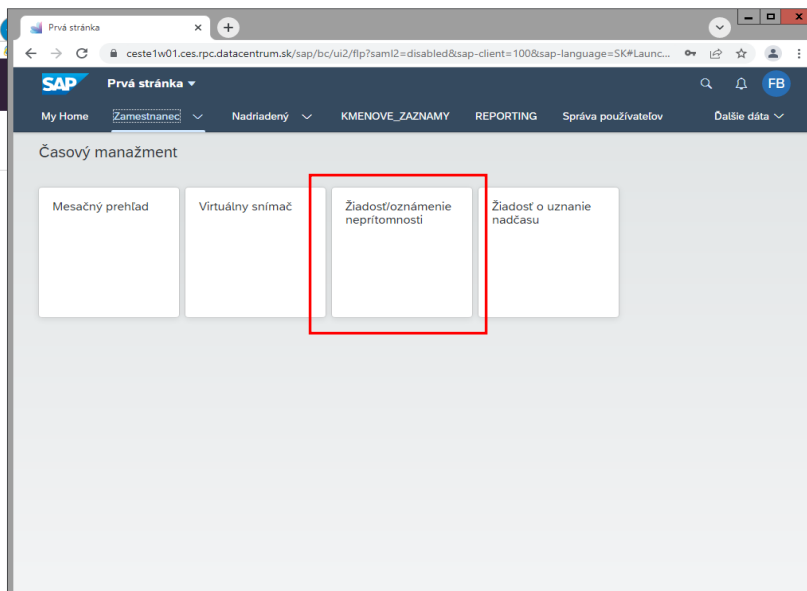 Prvá stránka
ceste1w01.ces.rpc.datacentrum.sk/sap/bc/ui2/flp?saml2=disabled&sap-client=100&sap-language=SK#Launc...
SAP Prvá stránka FB
My Home Zamestnanec Nadriadený KMENOVE_ZAZNAMY REPORTING Správa používateľov Ďalšie dáta
Časový manažment
Mesačný prehľad
Virtuálny snímač
Žiadosť/oznámenie
neprítomnosti
Žiadosť o uznanie
nadčasu